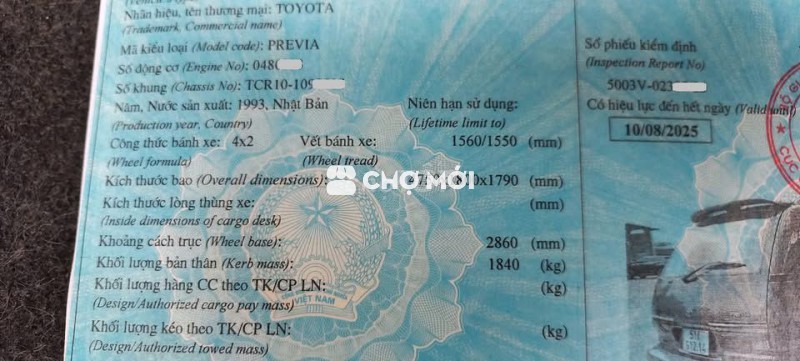 Nhãn hiệu, tên thương mại: TOYOTA
(Trademark, Commercial name)
Mã kiểu loại (Model code): PREVIA
Số động cơ (Engine No): 048
Số khung (Chassis No): TCR10-109
Năm, Nước sản xuất: 1993, Nhật Bản
(Production year, Country)
Niên hạn sử dụng:
(Lifetime limit to)
Công thức bánh xe: 4x2
(Wheel formula)
Vết bánh xe: 1560/1550 (mm)
(Wheel tread)
Kích thước bao (Overall dimensions): x1790 (mm)
Kích thước lòng thùng xe: (mm)
(Inside dimensions of cargo desk)
Khoảng cách trục (Wheel base): 2860 (mm)
Khối lượng bản thân (Kerb mass): 1840 (kg)
Khối lượng hàng CC theo TK/CP LN: (kg)
(Design/Authorized cargo pay mass)
Khối lượng kéo theo TK/CP LN: (kg)
(Design/Authorized towed mass)
Số phiếu kiểm định
(Inspection Report No)
5003V-023
Có hiệu lực đến hết ngày (Valid until)
10/08/2025
CỤC
VIỆT NAM
CHỢ MỚI